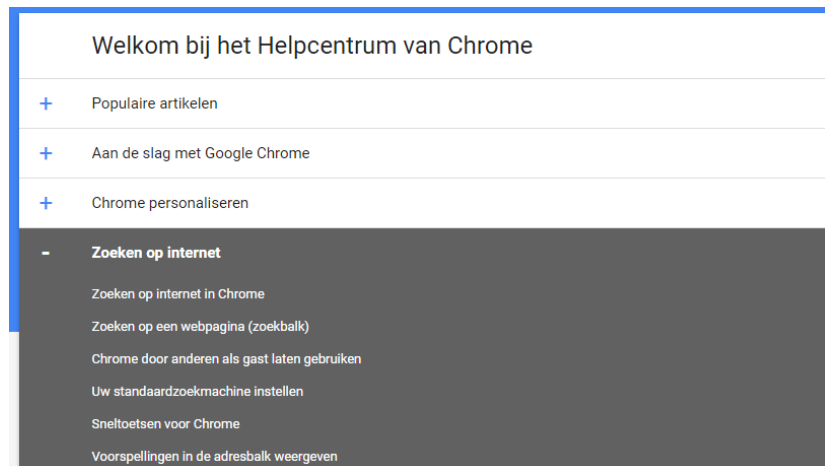 Welkom bij het Helpcentrum van Chrome
+ Populaire artikelen
+ Aan de slag met Google Chrome
+ Chrome personaliseren
- Zoeken op internet
Zoeken op internet in Chrome
Zoeken op een webpagina (zoekbalk)
Chrome door anderen als gast laten gebruiken
Uw standaardzoekmachine instellen
Sneltoetsen voor Chrome
Voorspellingen in de adresbalk weergeven